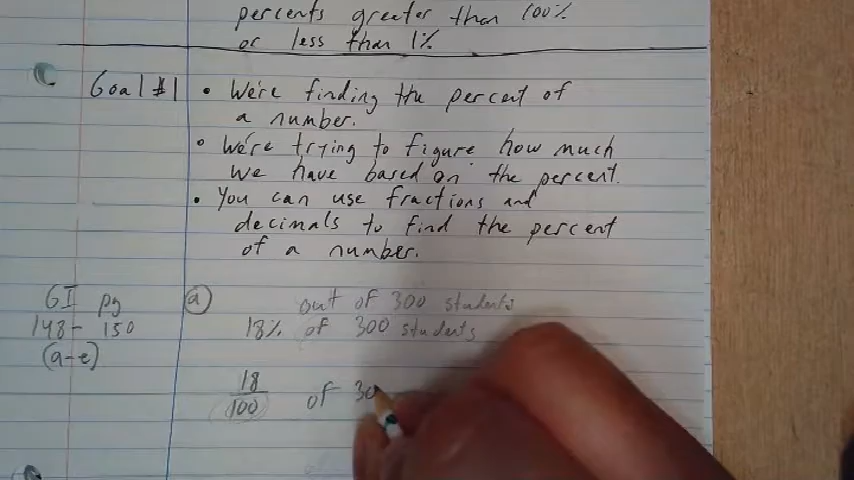 percents greater than 100%
or less than 1%
Goal #1 • We're finding the percent of
a number.
• We're trying to figure how much
we have based on the percent.
• You can use fractions and
decimals to find the percent
of a number.
GI pg (a) out of 300 students
148- 150 18% of 300 students
(a-e)
18
100 of 30